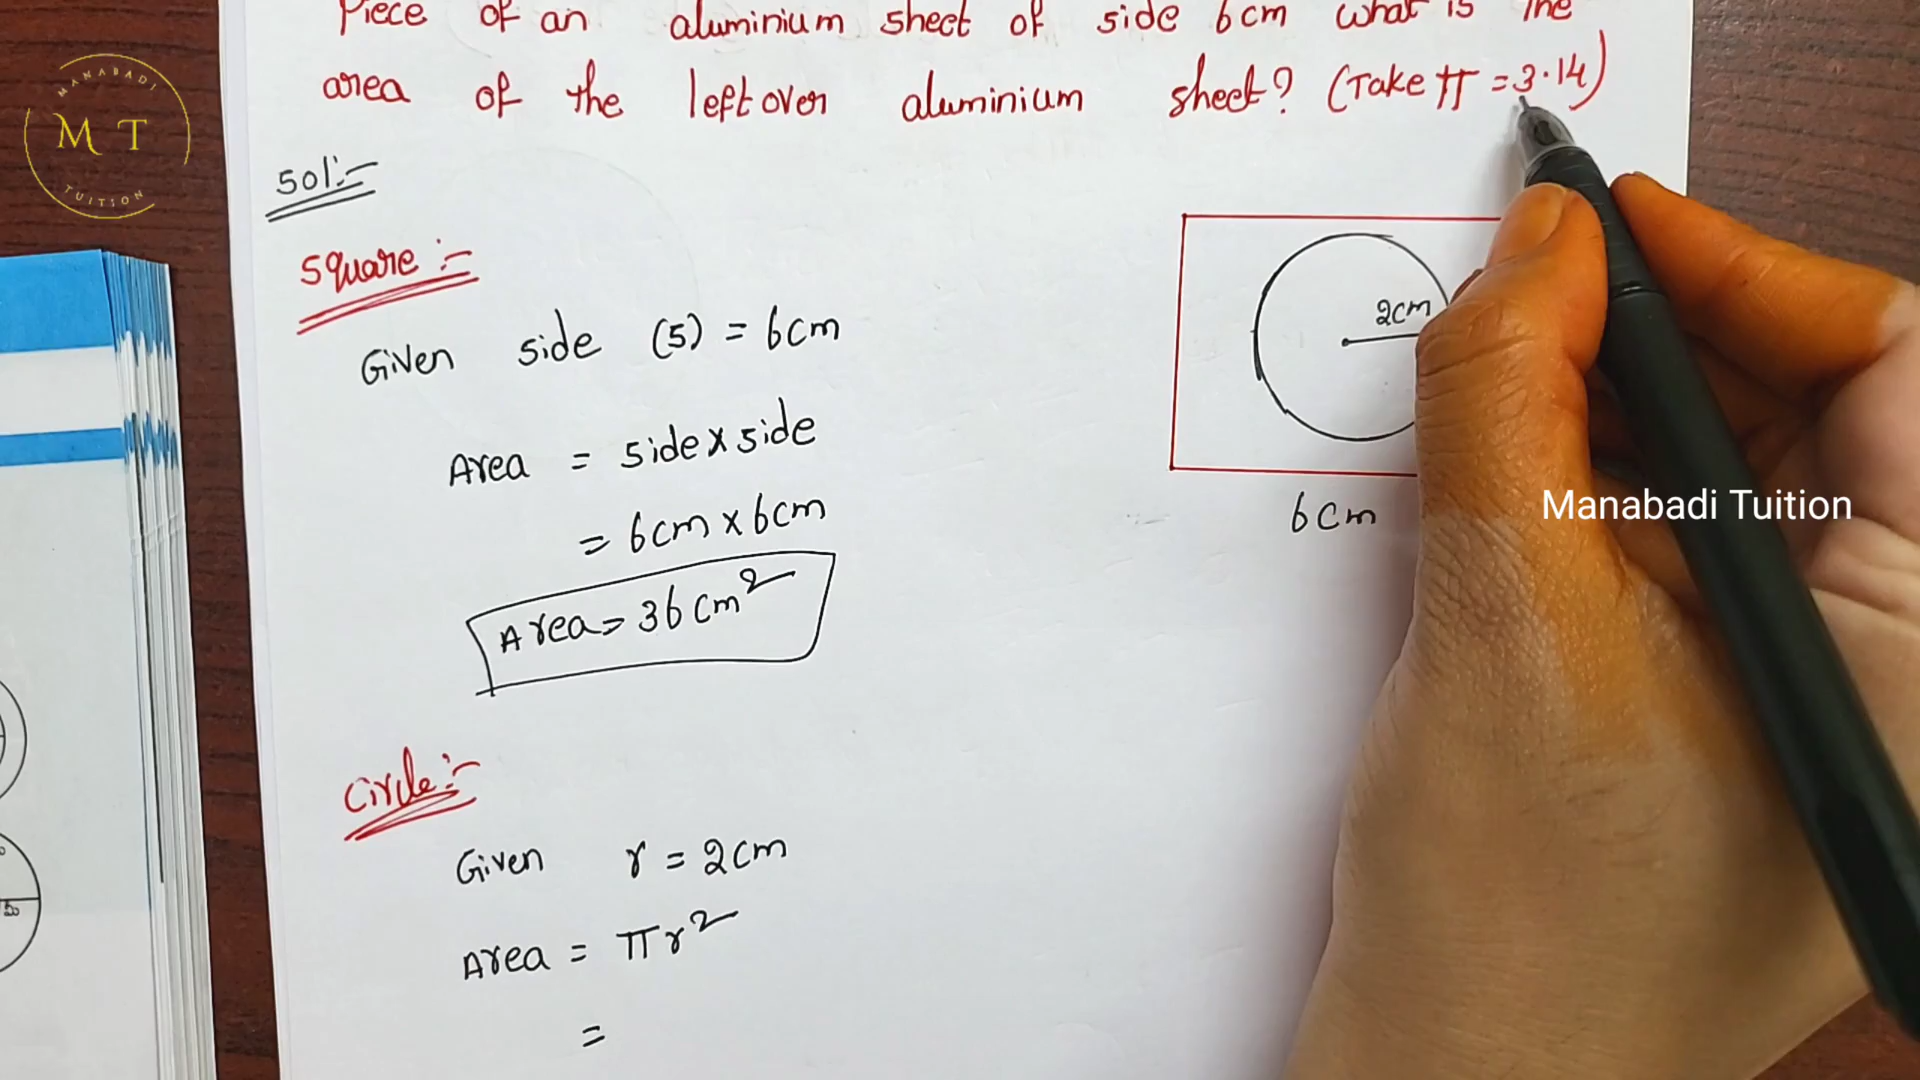 Piece of an aluminium sheet of side 6cm what is the
area of the left over aluminium sheet? (Take π = 3.14)
MANABADI
M T
TUITION
Sol:-
Square:-
Given side (s) = 6cm
2cm
Area = side x side
= 6cm x 6cm
6cm
Manabadi Tuition
Area = 36cm²
Circle:-
Given r = 2cm
Area = πr²
=